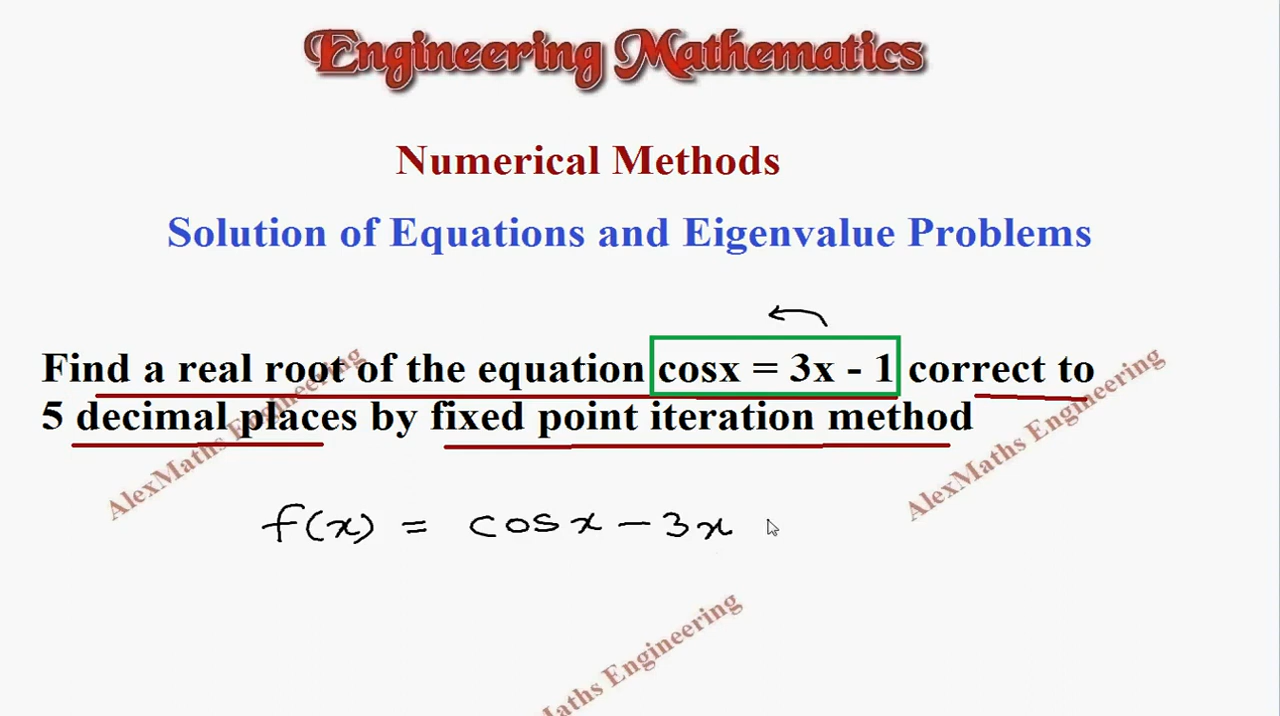 Engineering Mathematics
Numerical Methods
Solution of Equations and Eigenvalue Problems
Find a real root of the equation cosx = 3x - 1 correct to
5 decimal places by fixed point iteration method
AlexMaths Engineering
AlexMaths Engineering
f(x) = cosx - 3x
Maths Engineering